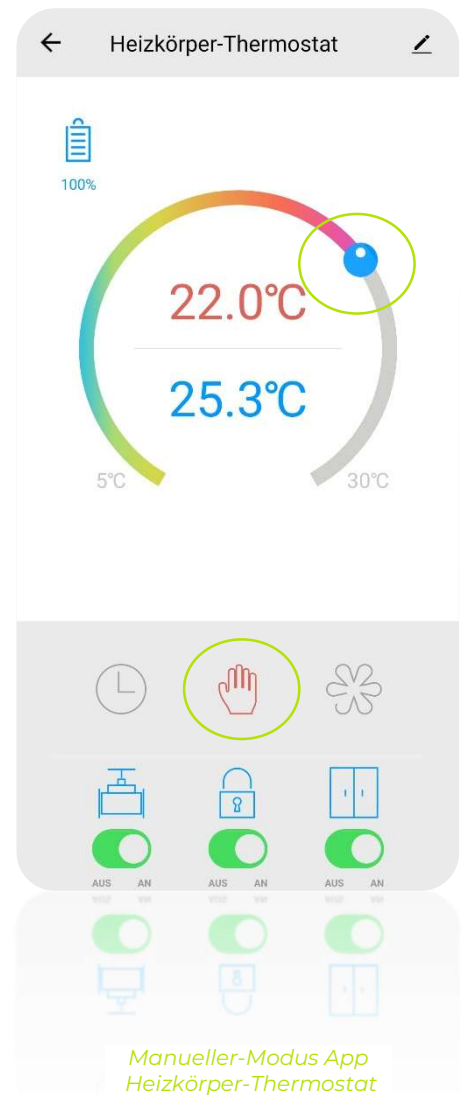 Heizkörper-Thermostat
100%
22.0°C
25.3°C
5°C 30°C
AUS AN AUS AN AUS AN
Manueller-Modus App
Heizkörper-Thermostat